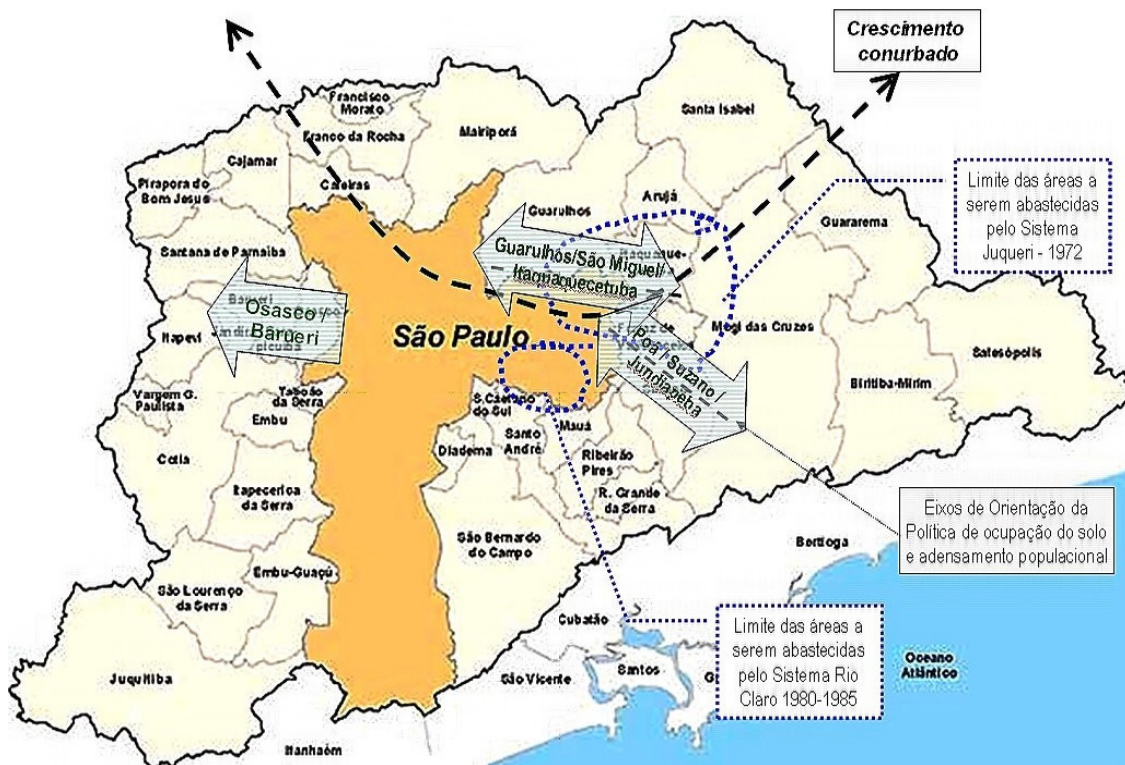 Crescimento
conurbado
Francisco
Morato
Franco da Rocha
Mairiporã
Santa Isabel
Cajamar
Caieiras
Pirapora do
Bom Jesus
Guarulhos
Arujá
Guararema
Limite das áreas a
serem abastecidas
pelo Sistema
Juqueri - 1972
Santana de Parnaíba
Guarulhos/São Miguel/
Itaquaquecetuba
Itaquaque-
Barueri
Osasco /
Barueri
São Paulo
Itapevi
Poá / Suzano /
Jundiapeba
Mogi das Cruzes
Salesópolis
Biritiba-Mirim
Vargem G.
Paulista
Taboão
da Serra
Embu
S.Caetano
do Sul
Mauá
Santo
André
Diadema
Ribeirão
Pires
Cotia
Itapecerica
da Serra
R. Grande
da Serra
Eixos de Orientação da
Política de ocupação do solo
e adensamento populacional
São Bernardo
do Campo
Bertioga
Embu-Guaçú
São Lourenço
da Serra
Cubatão
Limite das áreas a
serem abastecidas
pelo Sistema Rio
Claro 1980-1985
Santos
G
São Vicente
Oceano
Atlântico
Juquitiba
Itanhaém